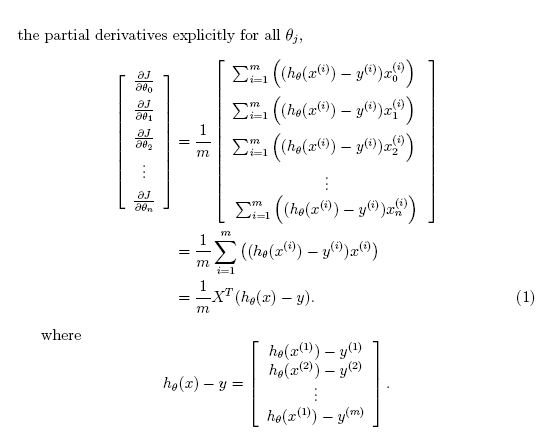 the partial derivatives explicitly for all θ_j,
[ ∂J/∂θ_0 ; ∂J/∂θ_1 ; ∂J/∂θ_2 ; ⋮ ; ∂J/∂θ_n ] = 1/m [ ∑_{i=1}^{m} ((h_θ(x^{(i)}) − y^{(i)})x_0^{(i)}) ; ∑_{i=1}^{m} ((h_θ(x^{(i)}) − y^{(i)})x_1^{(i)}) ; ∑_{i=1}^{m} ((h_θ(x^{(i)}) − y^{(i)})x_2^{(i)}) ; ⋮ ; ∑_{i=1}^{m} ((h_θ(x^{(i)}) − y^{(i)})x_n^{(i)}) ]
= 1/m ∑_{i=1}^{m} ((h_θ(x^{(i)}) − y^{(i)})x^{(i)})
= 1/m X^T(h_θ(x) − y). (1)
where
h_θ(x) − y = [ h_θ(x^{(1)}) − y^{(1)} ; h_θ(x^{(2)}) − y^{(2)} ; ⋮ ; h_θ(x^{(1)}) − y^{(m)} ].